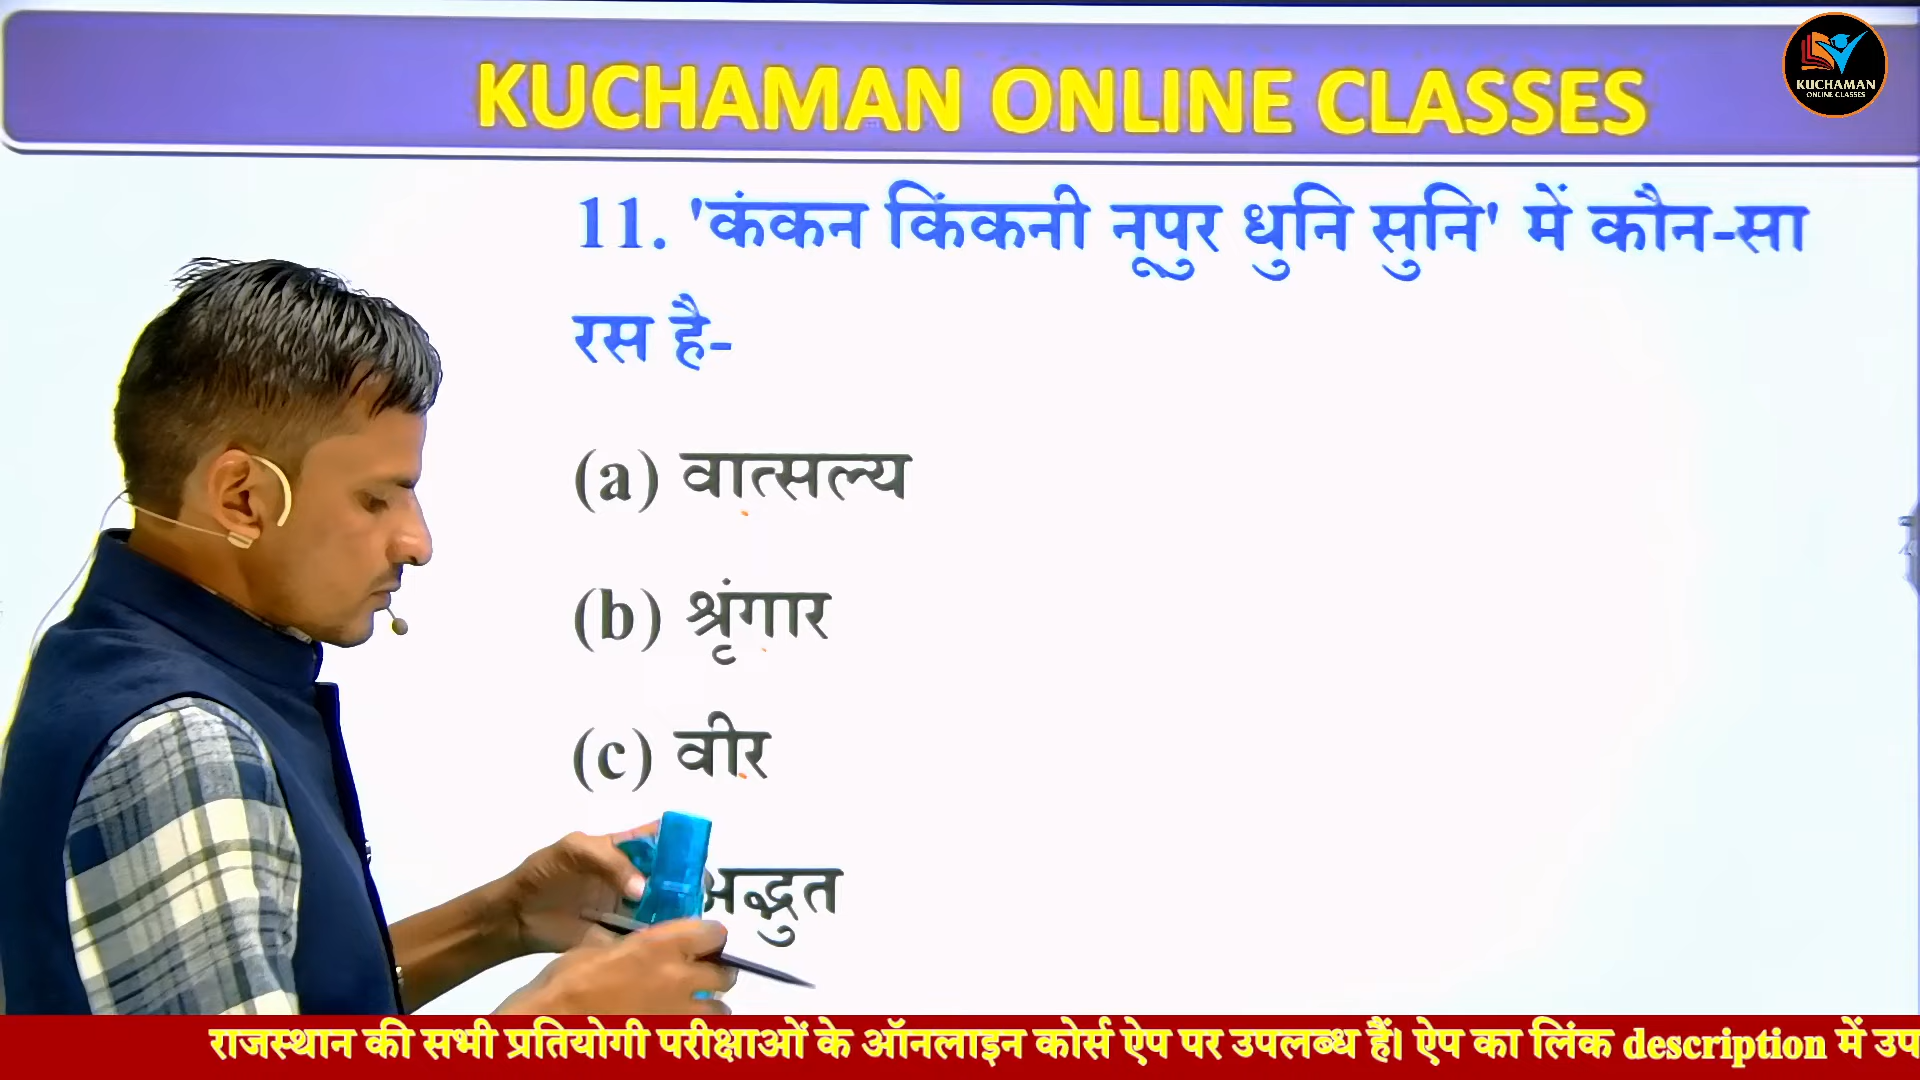 KUCHAMAN ONLINE CLASSES
KUCHAMAN
ONLINE CLASSES
11. 'कंकन किंकनी नूपुर धुनि सुनि' में कौन-सा
रस है-
(a) वात्सल्य
(b) श्रृंगार
(c) वीर
अद्भुत
राजस्थान की सभी प्रतियोगी परीक्षाओं के ऑनलाइन कोर्स ऐप पर उपलब्ध हैं। ऐप का लिंक description में उप